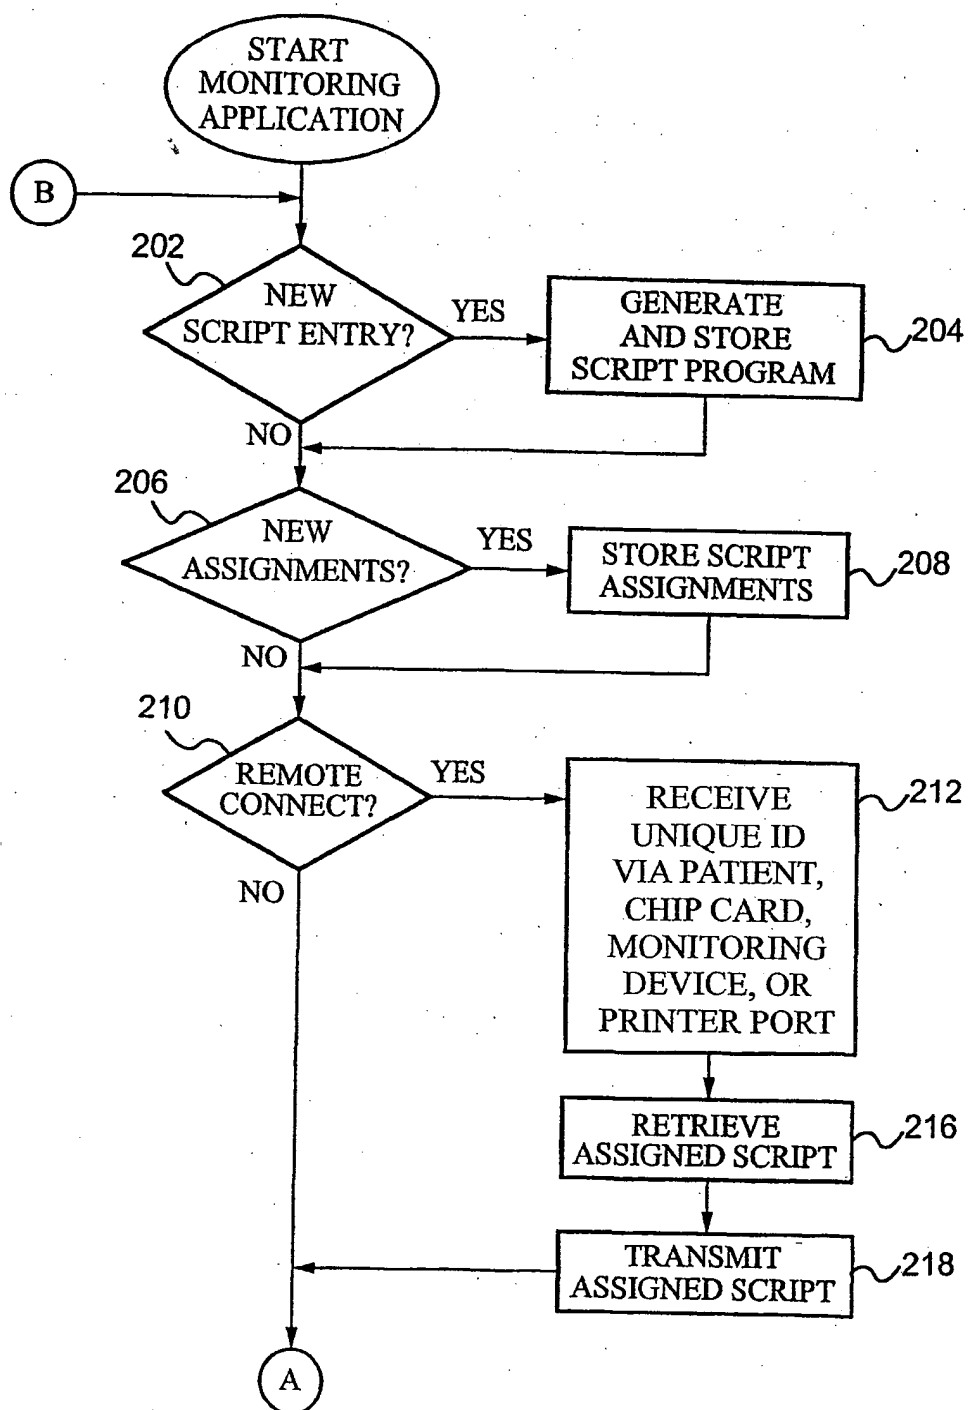 START
MONITORING
APPLICATION
B
202
NEW
SCRIPT ENTRY?
YES
GENERATE
AND STORE
SCRIPT PROGRAM
204
NO
206
NEW
ASSIGNMENTS?
YES
STORE SCRIPT
ASSIGNMENTS
208
NO
210
REMOTE
CONNECT?
YES
RECEIVE
UNIQUE ID
VIA PATIENT,
CHIP CARD,
MONITORING
DEVICE, OR
PRINTER PORT
212
NO
RETRIEVE
ASSIGNED SCRIPT
216
TRANSMIT
ASSIGNED SCRIPT
218
A